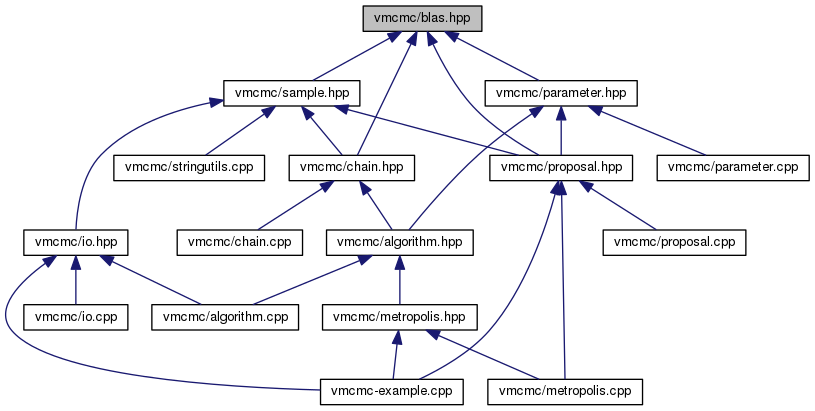 vmcmc/blas.hpp
vmcmc/sample.hpp
vmcmc/parameter.hpp
vmcmc/stringutils.cpp
vmcmc/chain.hpp
vmcmc/proposal.hpp
vmcmc/parameter.cpp
vmcmc/io.hpp
vmcmc/chain.cpp
vmcmc/algorithm.hpp
vmcmc/proposal.cpp
vmcmc/io.cpp
vmcmc/algorithm.cpp
vmcmc/metropolis.hpp
vmcmc-example.cpp
vmcmc/metropolis.cpp